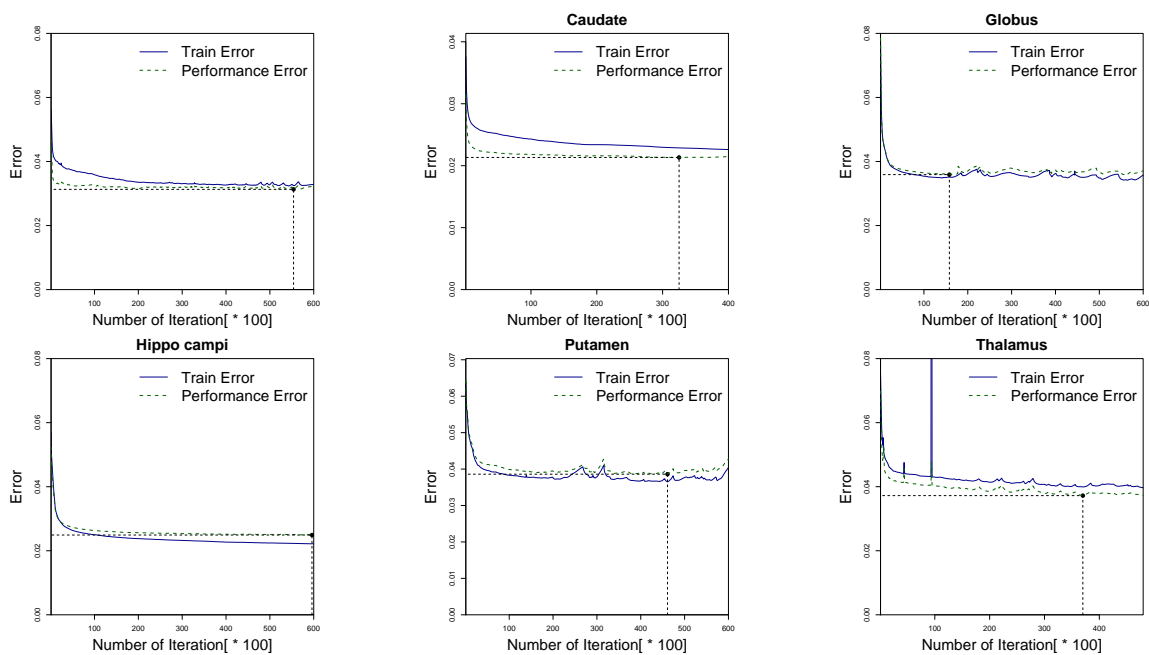 Train Error
Performance Error
Error
0.00 0.02 0.04 0.06 0.08
100 200 300 400 500 600
Number of Iteration[ * 100]
Caudate
Train Error
Performance Error
Error
0.00 0.01 0.02 0.03 0.04
100 200 300 400
Number of Iteration[ * 100]
Globus
Train Error
Performance Error
Error
0.00 0.02 0.04 0.06 0.08
100 200 300 400 500 600
Number of Iteration[ * 100]
Hippo campi
Train Error
Performance Error
Error
0.00 0.02 0.04 0.06 0.08
100 200 300 400 500 600
Number of Iteration[ * 100]
Putamen
Train Error
Performance Error
Error
0.00 0.01 0.02 0.03 0.04 0.05 0.06 0.07
100 200 300 400 500 600
Number of Iteration[ * 100]
Thalamus
Train Error
Performance Error
Error
0.00 0.02 0.04 0.06 0.08
100 200 300 400
Number of Iteration[ * 100]